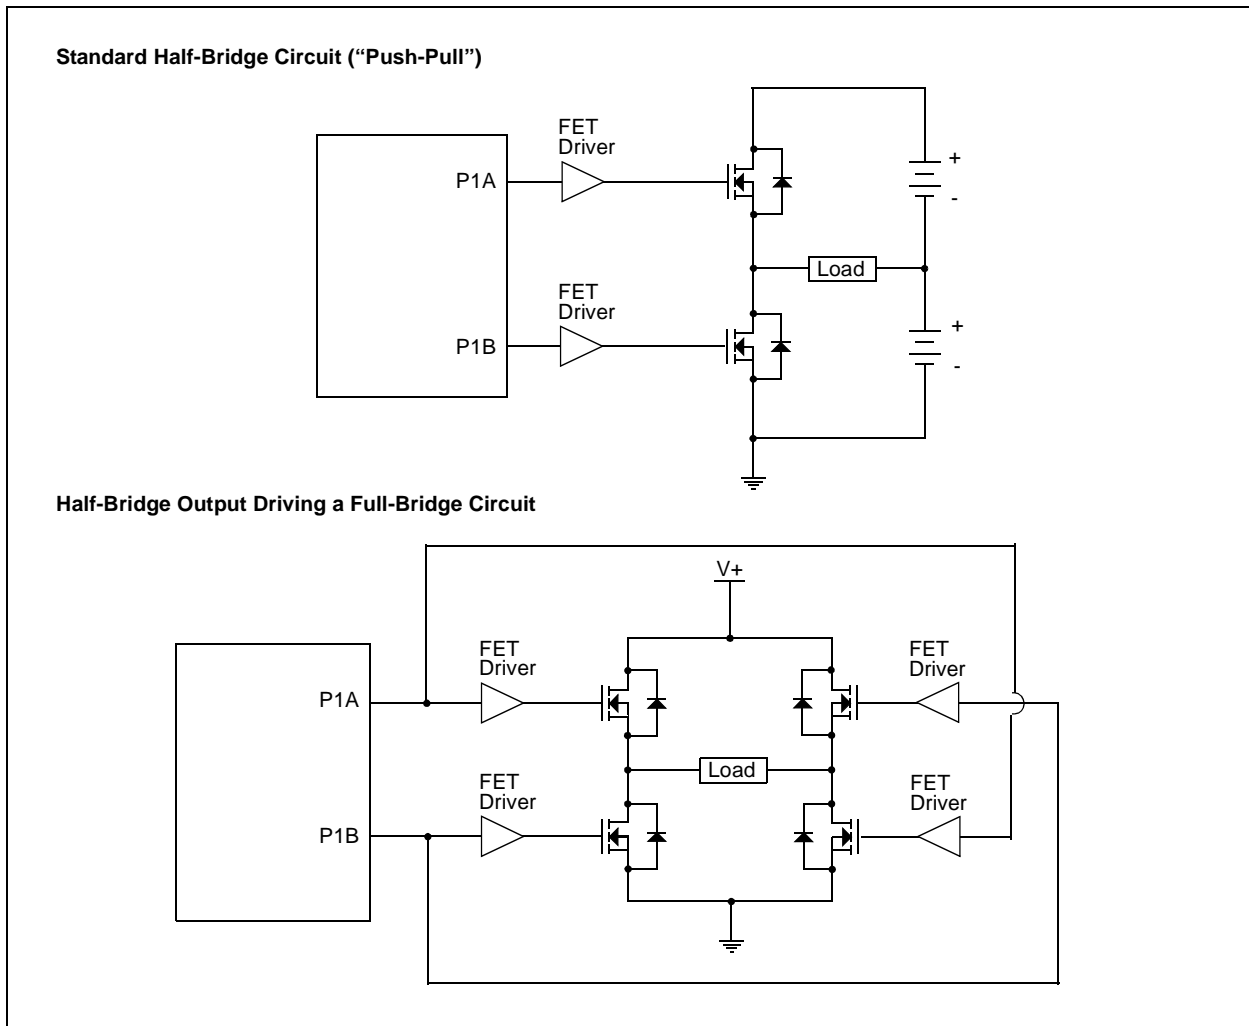 Standard Half-Bridge Circuit (“Push-Pull”)
FET
Driver
P1A
+
-
Load
FET
Driver
P1B
+
-
Half-Bridge Output Driving a Full-Bridge Circuit
V+
FET
Driver
FET
Driver
P1A
Load
FET
Driver
FET
Driver
P1B